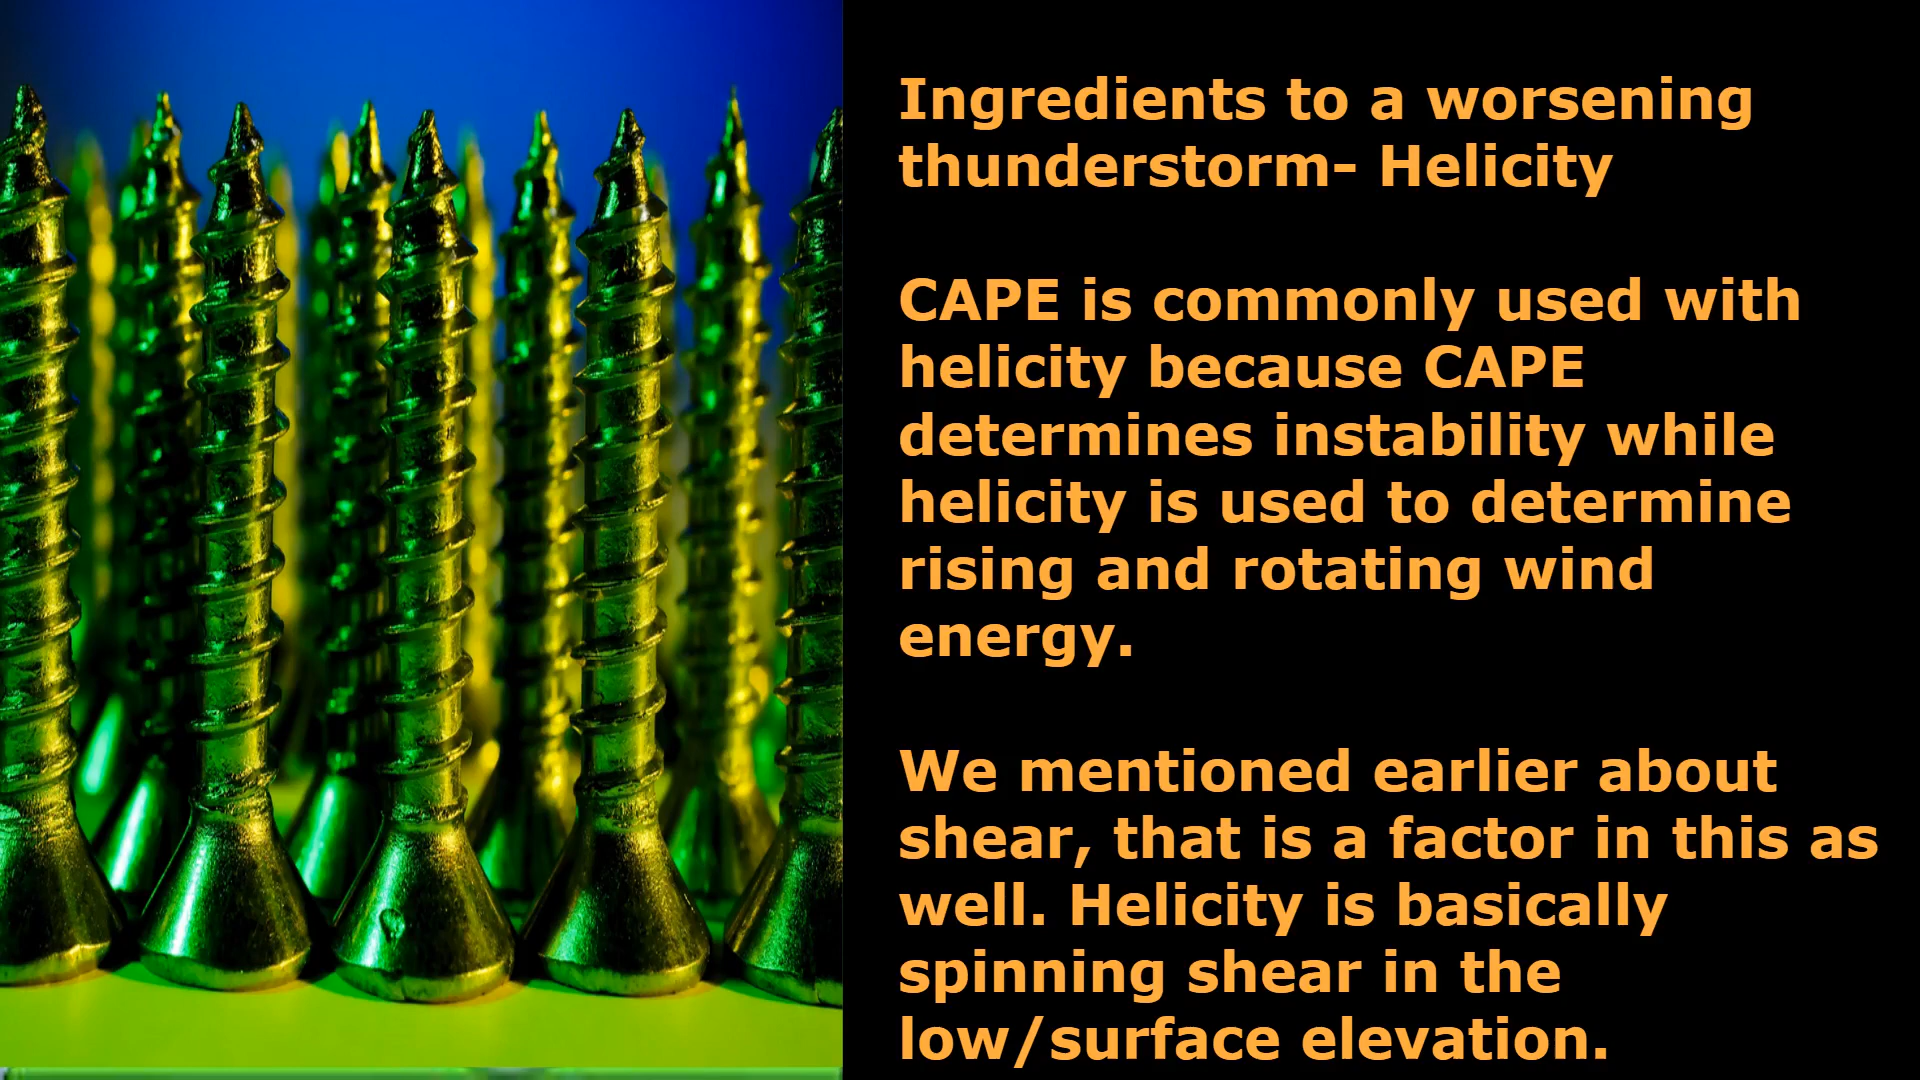 Ingredients to a worsening
thunderstorm- Helicity
CAPE is commonly used with
helicity because CAPE
determines instability while
helicity is used to determine
rising and rotating wind
energy.
We mentioned earlier about
shear, that is a factor in this as
well. Helicity is basically
spinning shear in the
low/surface elevation.